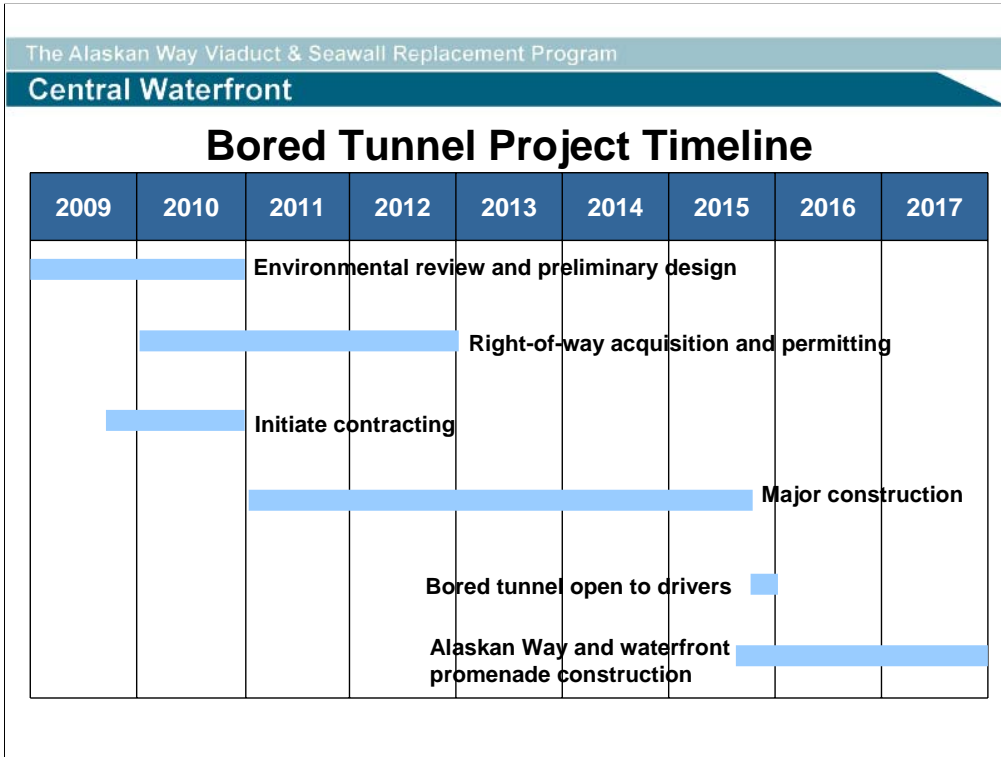 The Alaskan Way Viaduct & Seawall Replacement Program
Central Waterfront
Bored Tunnel Project Timeline
2009 2010 2011 2012 2013 2014 2015 2016 2017
Environmental review and preliminary design
Right-of-way acquisition and permitting
Initiate contracting
Major construction
Bored tunnel open to drivers
Alaskan Way and waterfront
promenade construction